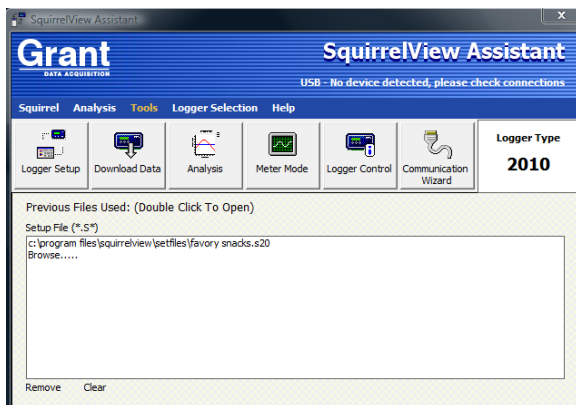 SquirrelView Assistant
Grant
DATA ACQUISITION
SquirrelView Assistant
USB - No device detected, please check connections
Squirrel Analysis Tools Logger Selection Help
Logger Setup
Download Data
Analysis
Meter Mode
Logger Control
Communication
Wizard
Logger Type
2010
Previous Files Used: (Double Click To Open)
Setup File (*.S*)
c:\program files\squirrelview\setfiles\favory snacks.s20
Browse.....
Remove Clear